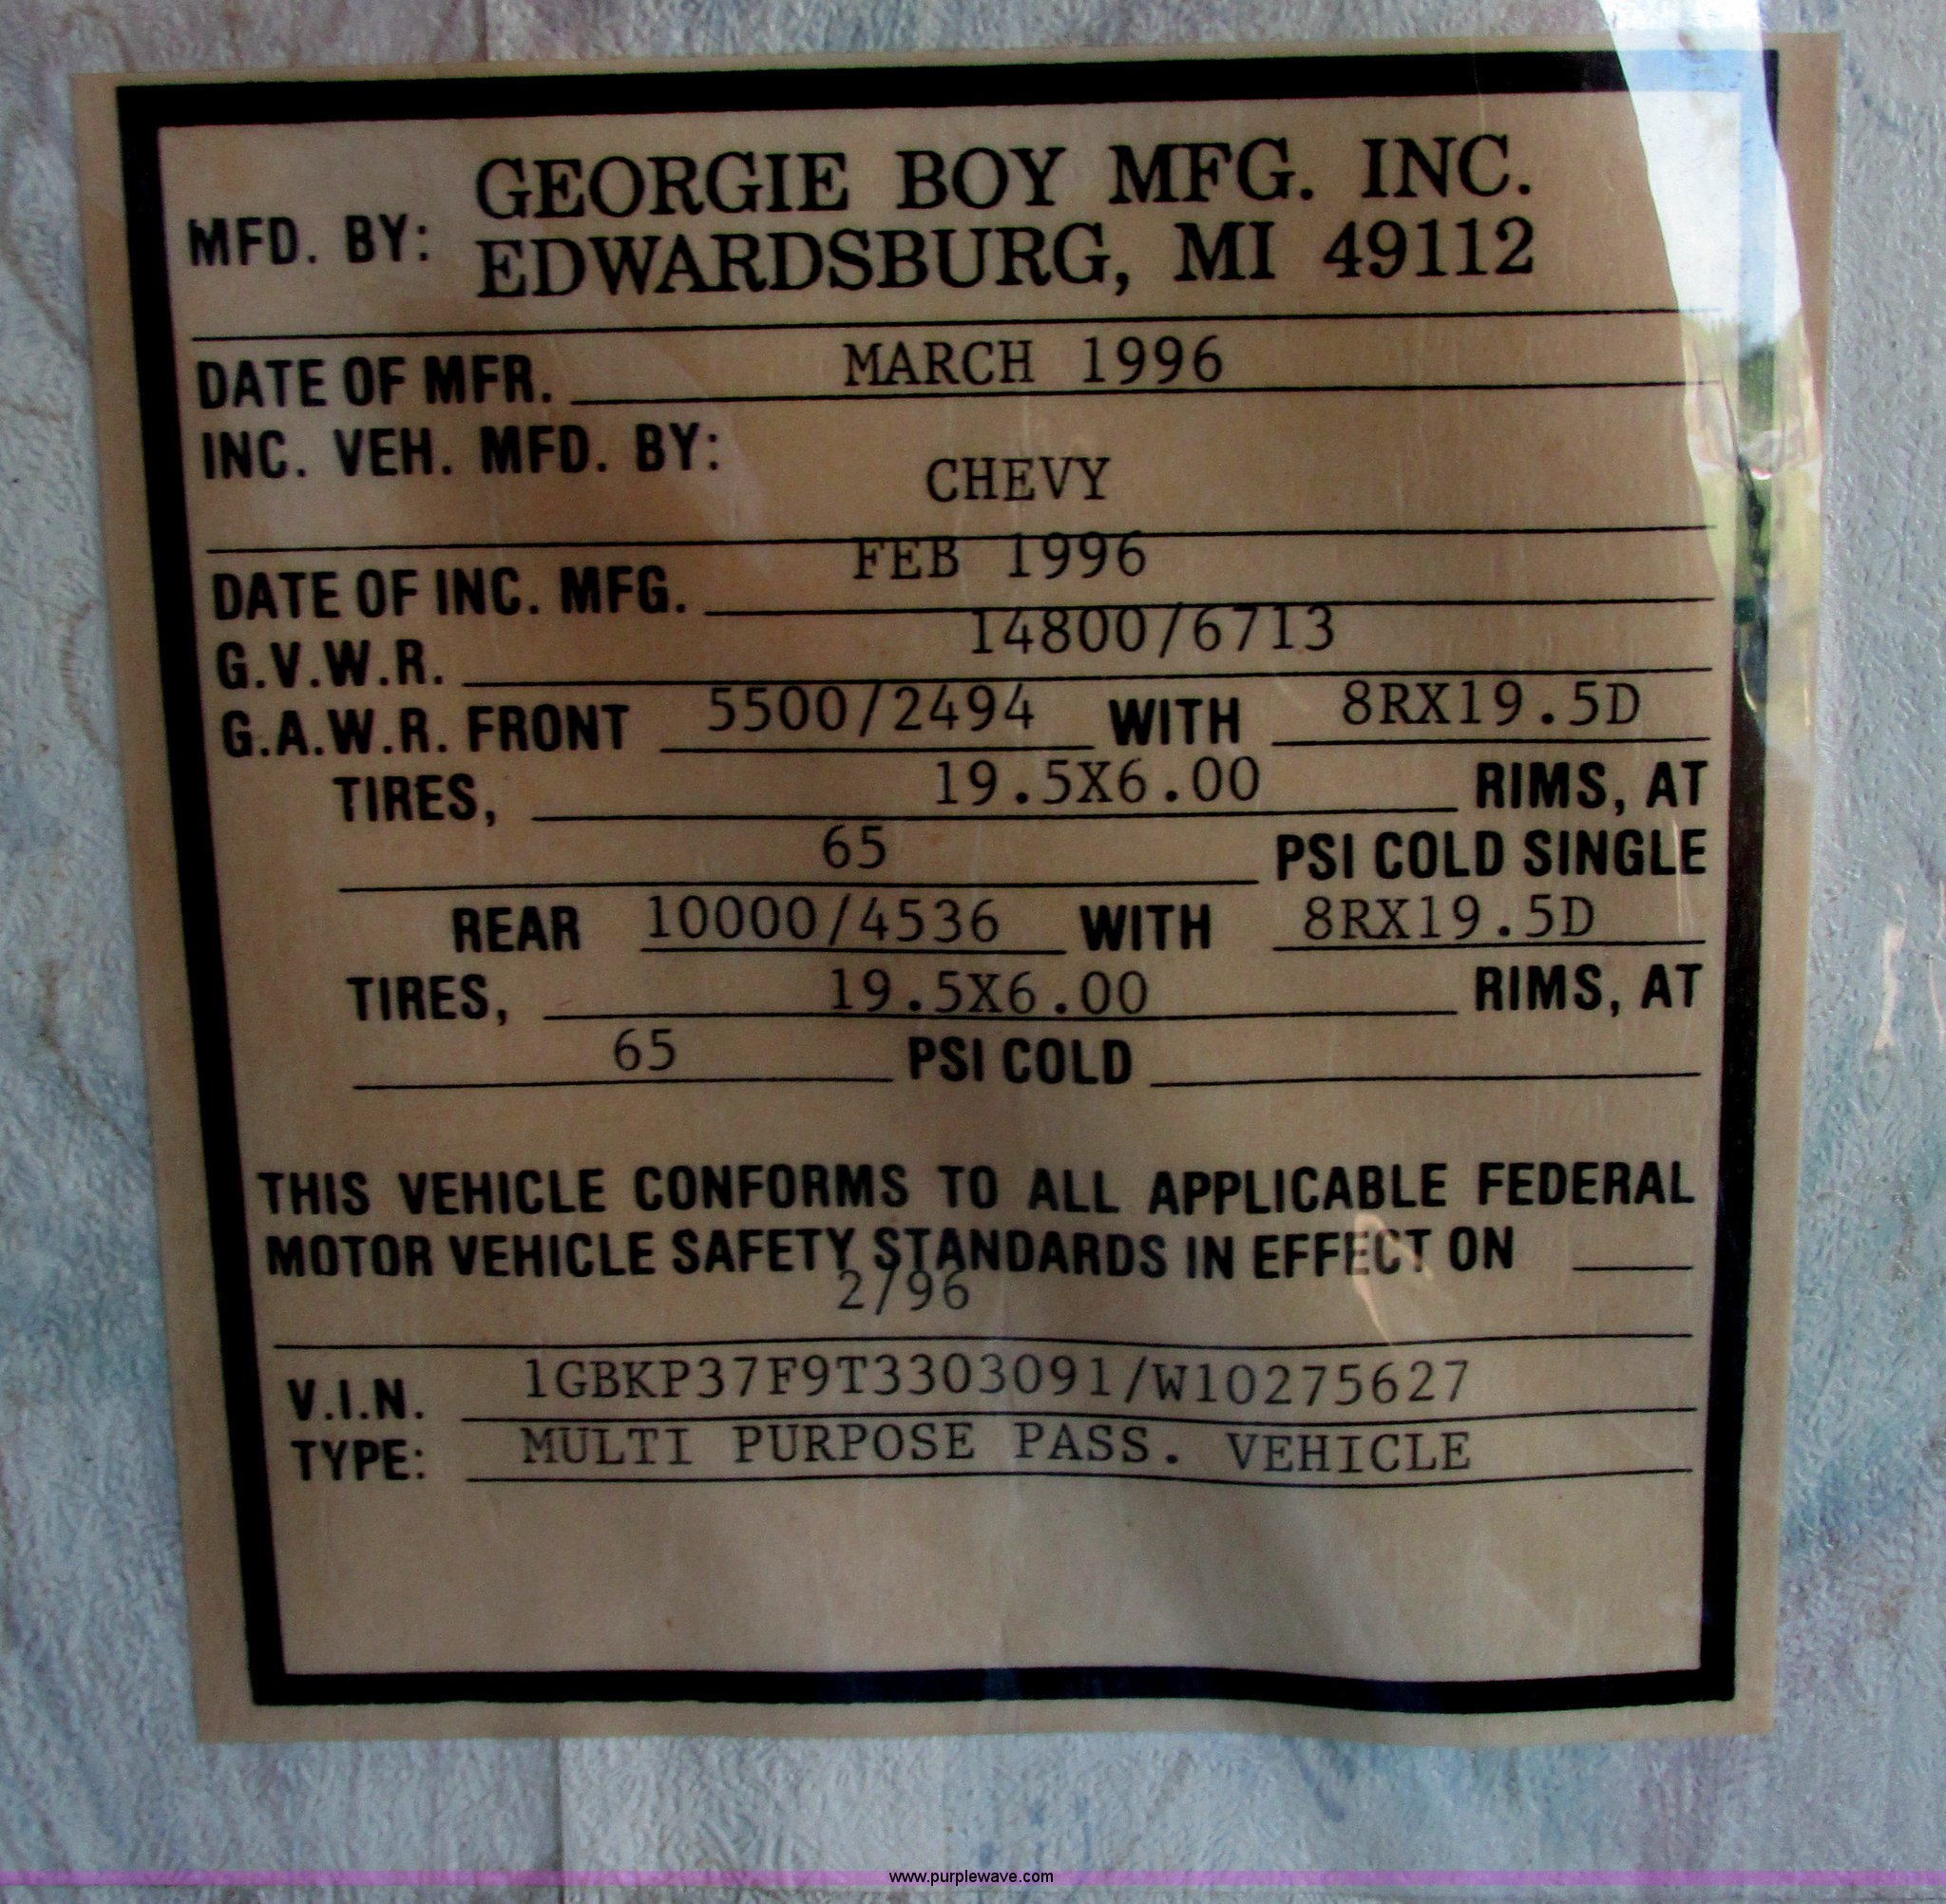 GEORGIE BOY MFG. INC.
MFD. BY: EDWARDSBURG, MI 49112
DATE OF MFR. MARCH 1996
INC. VEH. MFD. BY:
CHEVY
DATE OF INC. MFG. FEB 1996
G.V.W.R. 14800/6713
G.A.W.R. FRONT 5500/2494 WITH 8RX19.5D
TIRES, 19.5X6.00 RIMS, AT
65 PSI COLD SINGLE
REAR 10000/4536 WITH 8RX19.5D
TIRES, 19.5X6.00 RIMS, AT
65 PSI COLD
THIS VEHICLE CONFORMS TO ALL APPLICABLE FEDERAL
MOTOR VEHICLE SAFETY STANDARDS IN EFFECT ON
2/96
V.I.N. 1GBKP37F9T3303091/W10275627
TYPE: MULTI PURPOSE PASS. VEHICLE
www.purplewave.com